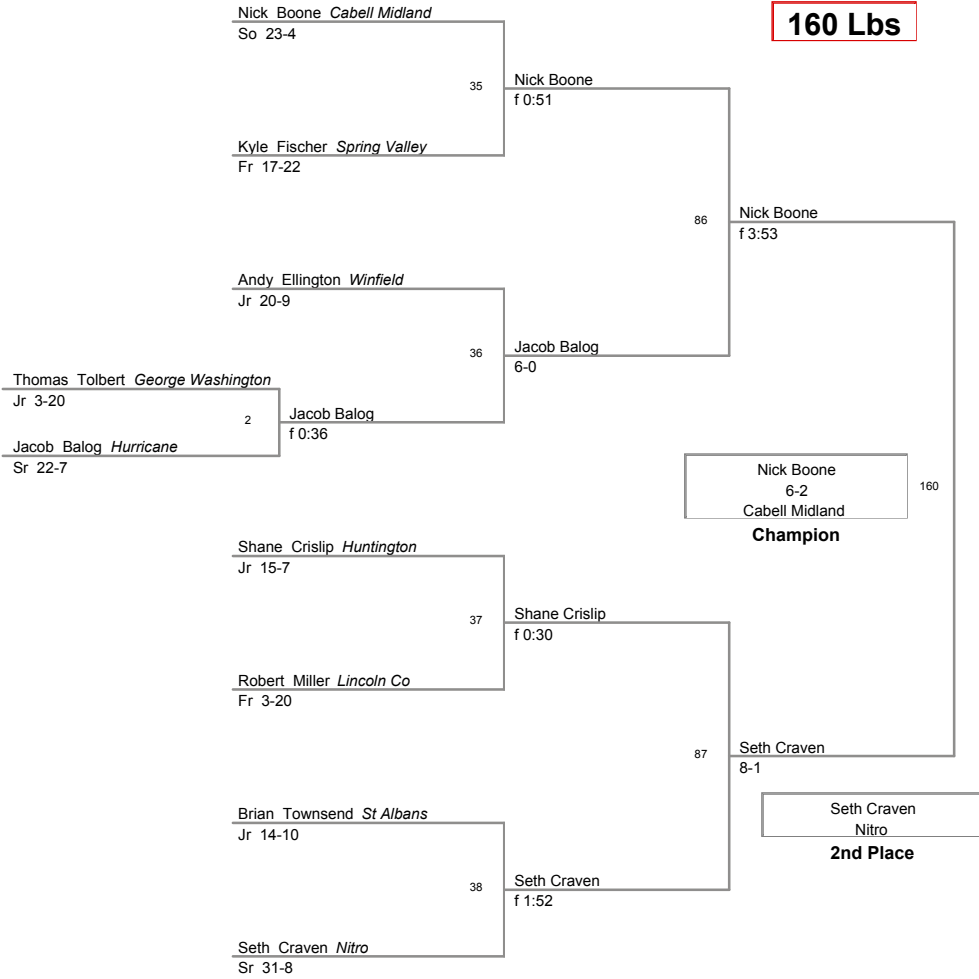 Nick Boone Cabell Midland
160 Lbs
So 23-4
35
Nick Boone
f 0:51
Kyle Fischer Spring Valley
Fr 17-22
86
Nick Boone
f 3:53
Andy Ellington Winfield
Jr 20-9
36
Jacob Balog
6-0
Thomas Tolbert George Washington
Jr 3-20
2
Jacob Balog
f 0:36
Jacob Balog Hurricane
Sr 22-7
Nick Boone
6-2
Cabell Midland
Champion
160
Shane Crislip Huntington
Jr 15-7
37
Shane Crislip
f 0:30
Robert Miller Lincoln Co
Fr 3-20
87
Seth Craven
8-1
Brian Townsend St Albans
Jr 14-10
Seth Craven
Nitro
2nd Place
38
Seth Craven
f 1:52
Seth Craven Nitro
Sr 31-8